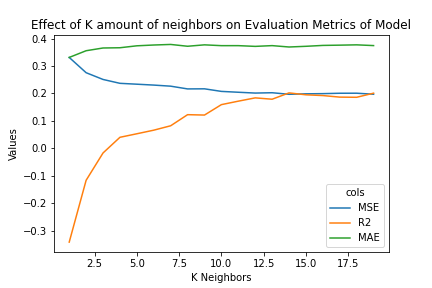 Effect of K amount of neighbors on Evaluation Metrics of Model
0.4
0.3
0.2
0.1
0.0
−0.1
−0.2
−0.3
Values
cols
MSE
R2
MAE
2.5 5.0 7.5 10.0 12.5 15.0 17.5
K Neighbors